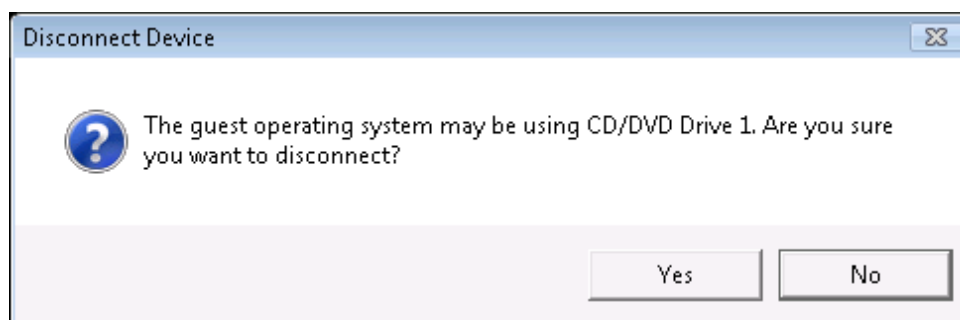 Disconnect Device
The guest operating system may be using CD/DVD Drive 1. Are you sure
you want to disconnect?
Yes
No